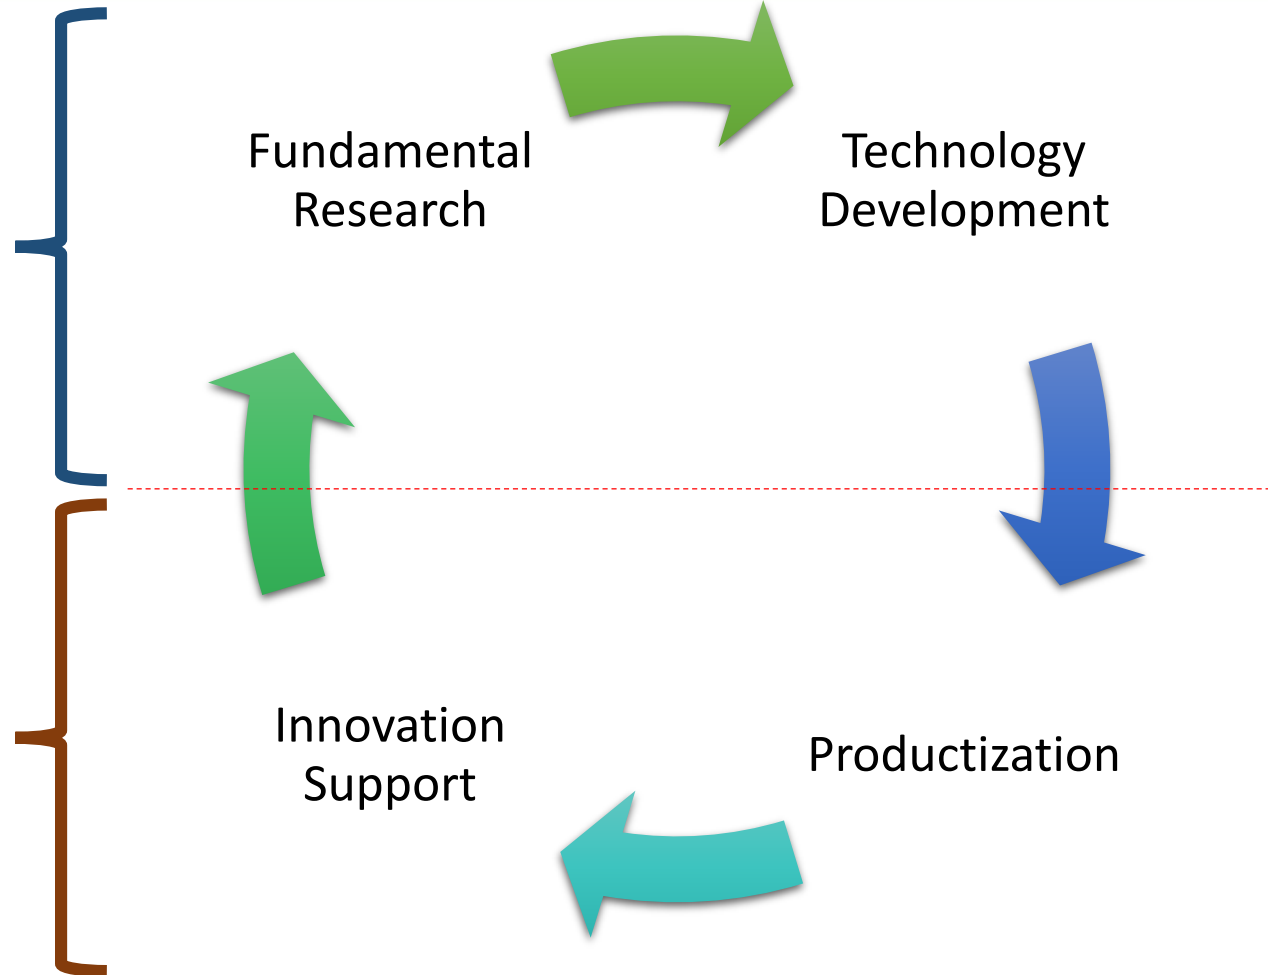 Fundamental
Research
Technology
Development
Innovation
Support
Productization